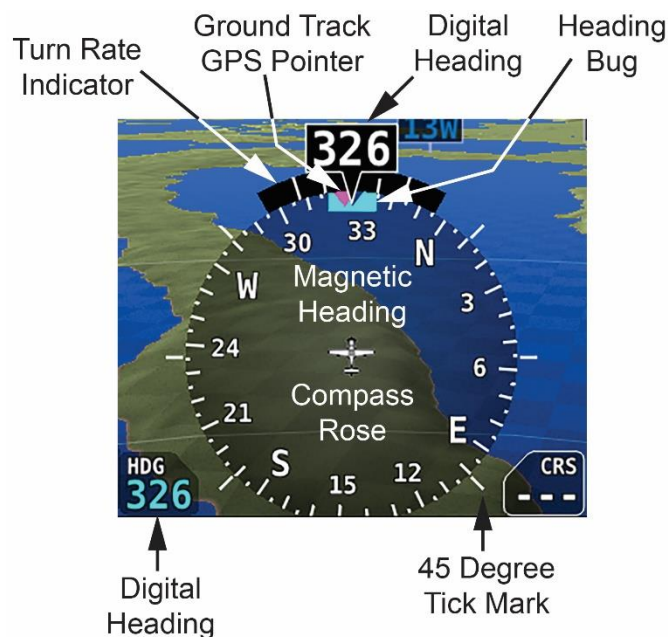 Turn Rate
Indicator
Ground Track
GPS Pointer
Digital
Heading
Heading
Bug
13W
326
30
33
N
W
3
Magnetic
Heading
24
6
Compass
Rose
21
E
S
15
12
HDG
326
CRS
---
Digital
Heading
45 Degree
Tick Mark